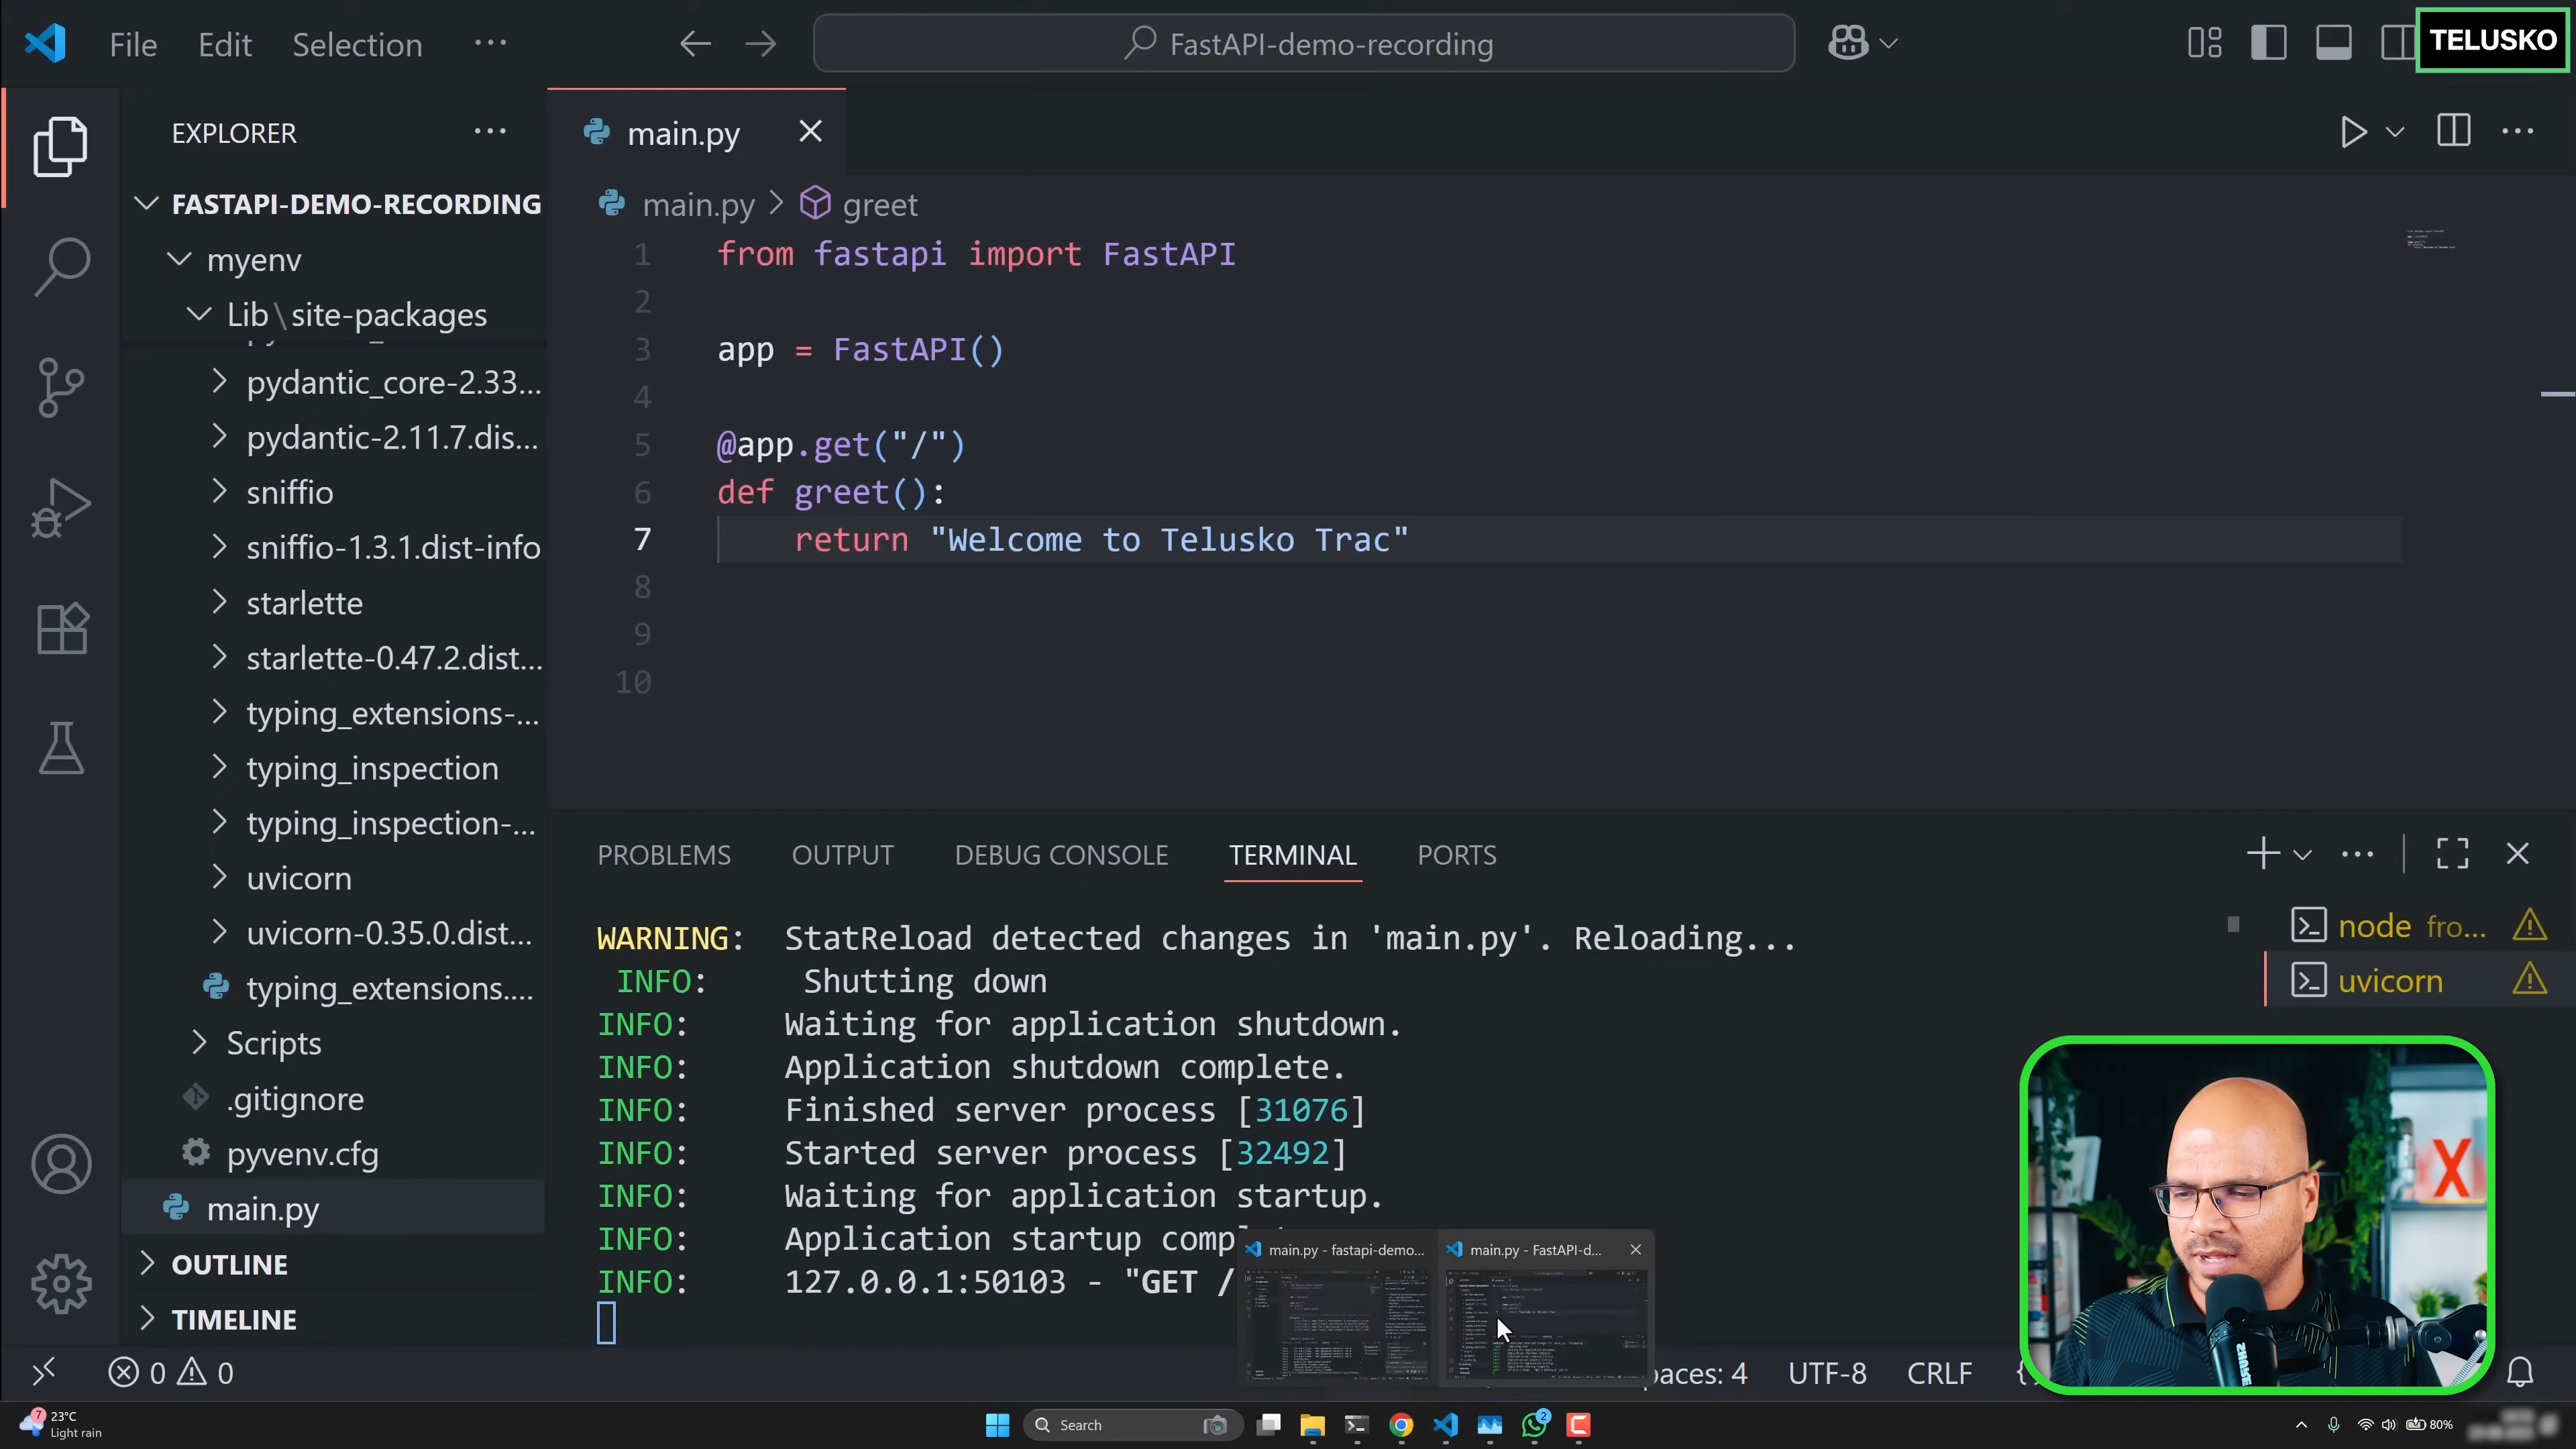 File Edit Selection ···
FastAPI-demo-recording
TELUSKO
EXPLORER
FASTAPI-DEMO-RECORDING
myenv
Lib\site-packages
pydantic_core-2.33...
pydantic-2.11.7.dis...
sniffio
sniffio-1.3.1.dist-info
starlette
starlette-0.47.2.dist...
typing_extensions-...
typing_inspection
typing_inspection-...
uvicorn
uvicorn-0.35.0.dist...
typing_extensions....
Scripts
.gitignore
pyvenv.cfg
main.py
OUTLINE
TIMELINE
main.py
main.py > greet
1 from fastapi import FastAPI
2
3 app = FastAPI()
4
5 @app.get("/")
6 def greet():
7 return "Welcome to Telusko Trac"
8
9
10
PROBLEMS OUTPUT DEBUG CONSOLE TERMINAL PORTS
WARNING: StatReload detected changes in 'main.py'. Reloading...
INFO: Shutting down
INFO: Waiting for application shutdown.
INFO: Application shutdown complete.
INFO: Finished server process [31076]
INFO: Started server process [32492]
INFO: Waiting for application startup.
INFO: Application startup comp
INFO: 127.0.0.1:50103 - "GET /
node fro...
uvicorn
main.py - fastapi-demo...
main.py - FastAPI-d...
X
SHURE
0 0
paces: 4 UTF-8 CRLF {
7
23°C
Light rain
Search
2
80%